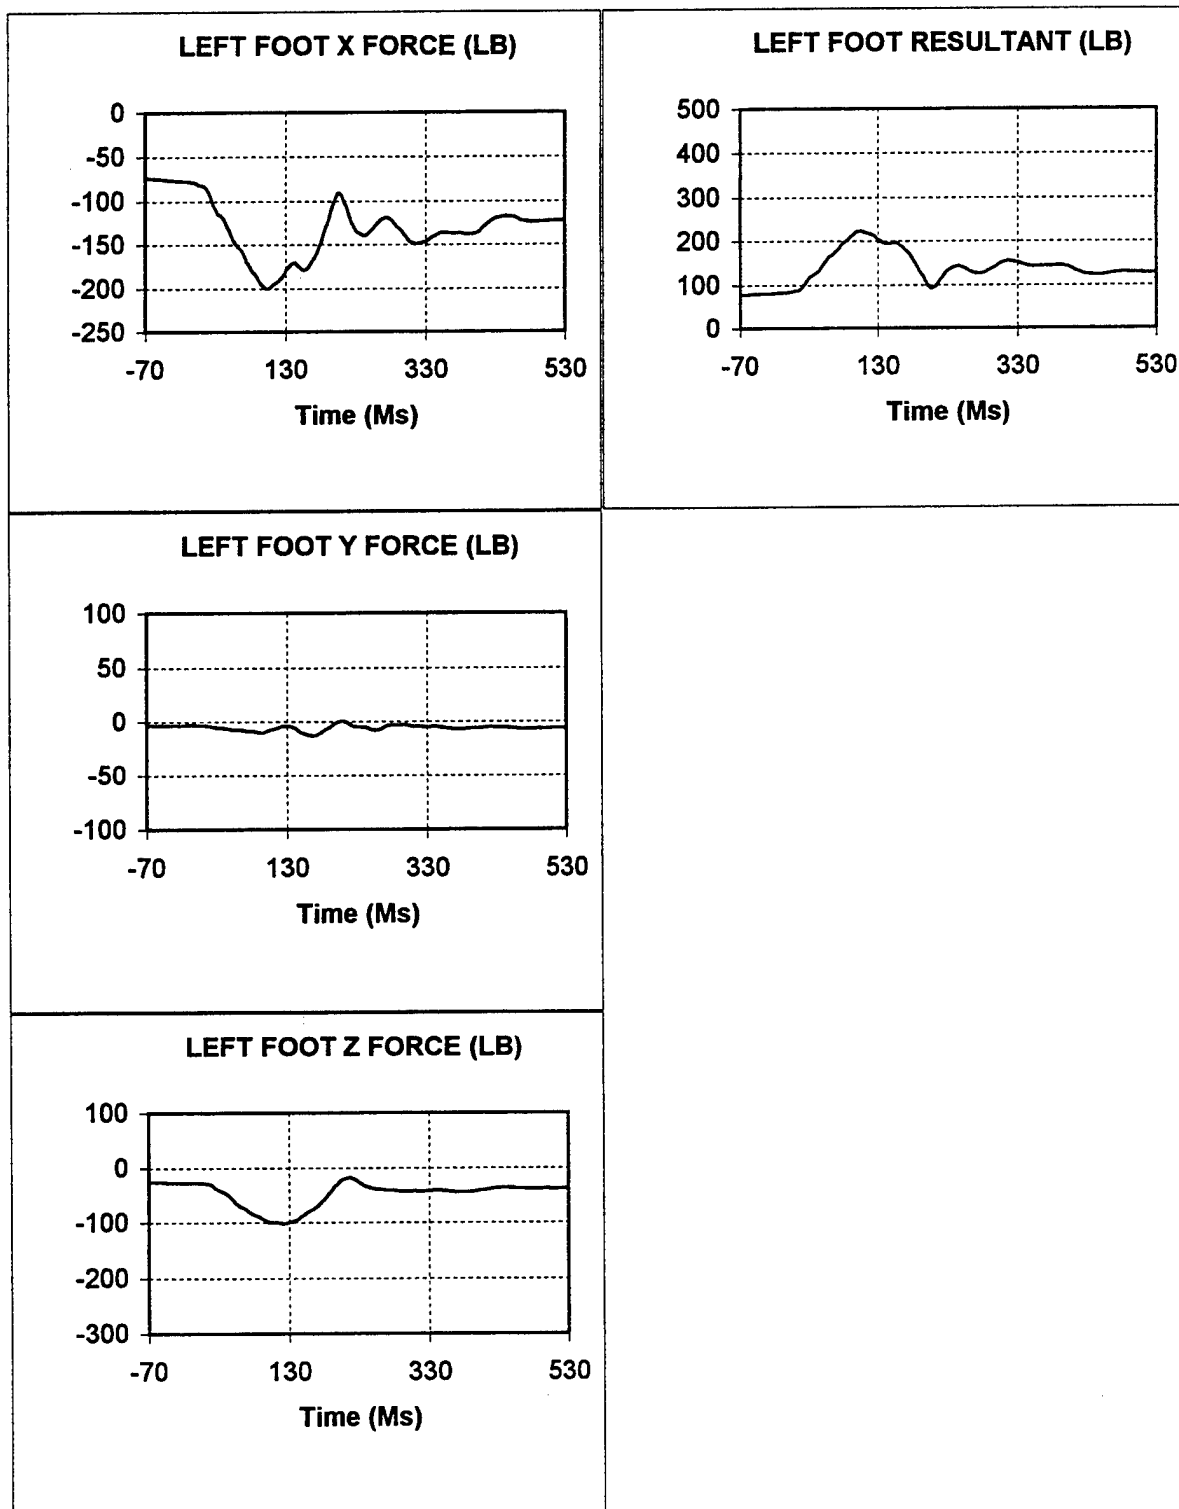 LEFT FOOT X FORCE (LB)
0
-50
-100
-150
-200
-250
-70 130 330 530
Time (Ms)
LEFT FOOT RESULTANT (LB)
500
400
300
200
100
0
-70 130 330 530
Time (Ms)
LEFT FOOT Y FORCE (LB)
100
50
0
-50
-100
-70 130 330 530
Time (Ms)
LEFT FOOT Z FORCE (LB)
100
0
-100
-200
-300
-70 130 330 530
Time (Ms)